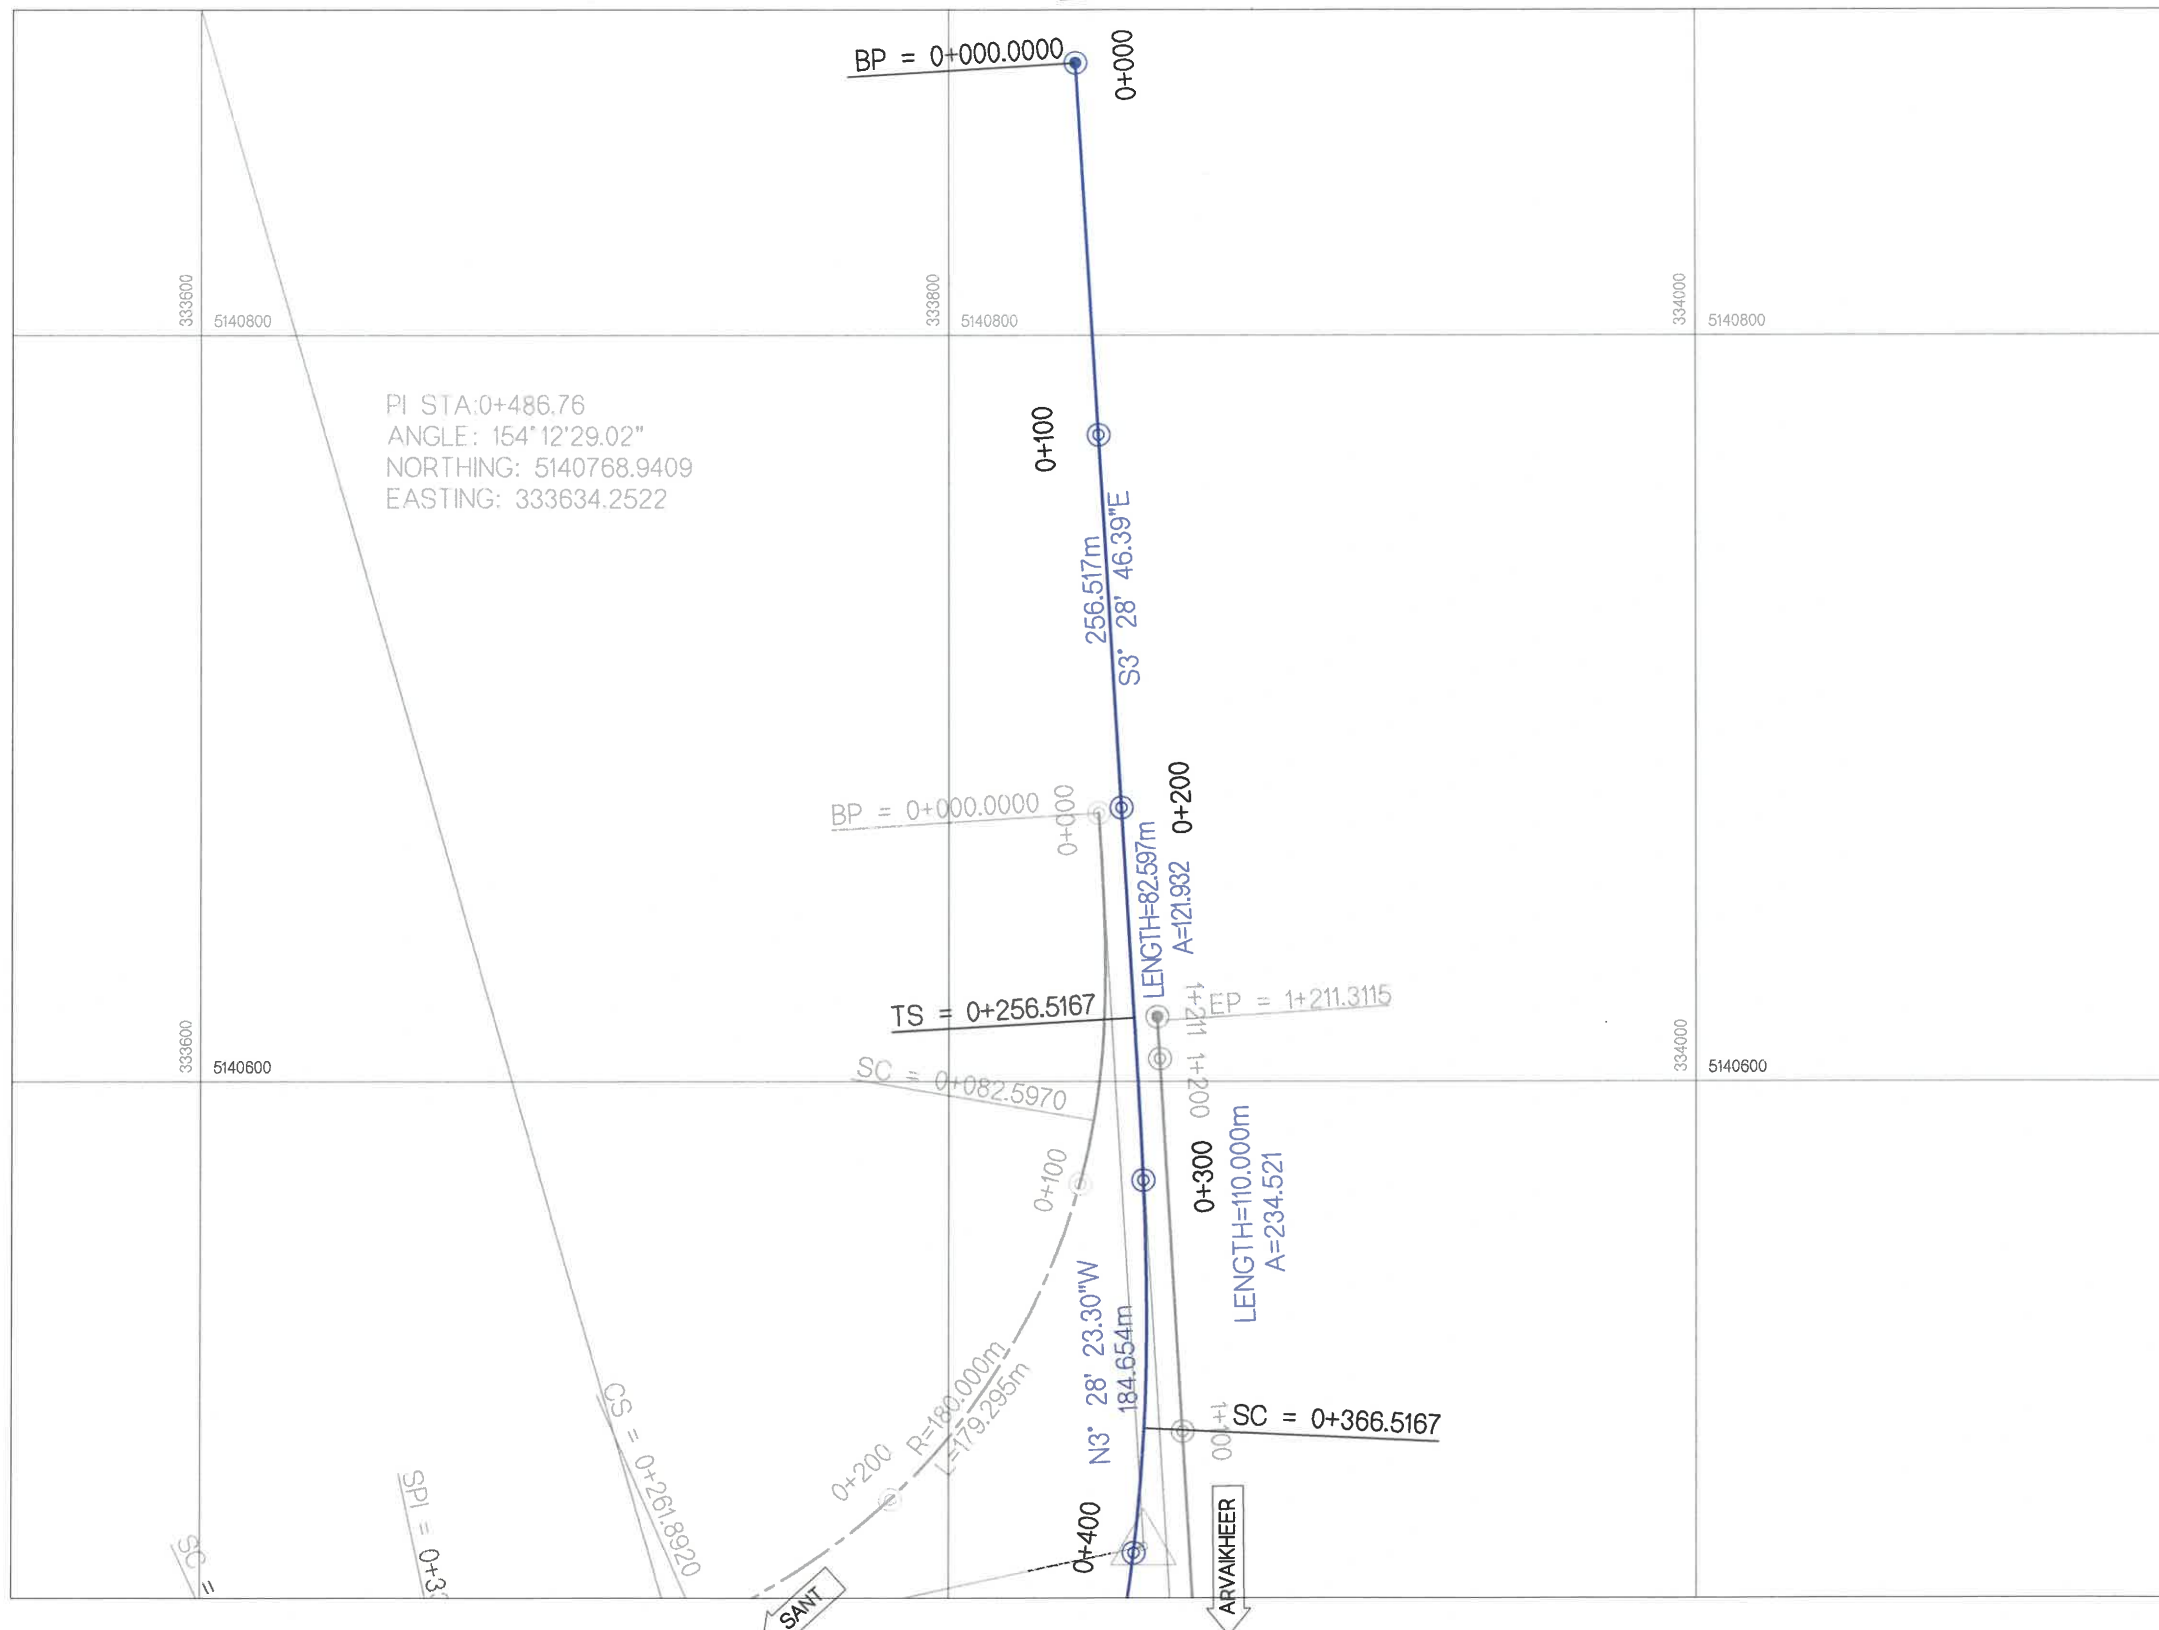 BP = 0+000.0000
0+000
333600
5140800
333800
5140800
334000
5140800
PI STA:0+486.76
ANGLE: 154°12'29.02"
NORTHING: 5140768.9409
EASTING: 333634.2522
0+100
256.517m
S3° 28' 46.39"E
BP = 0+000.0000
0+000
0+200
LENGTH=82.597m
A=121.932
TS = 0+256.5167
1+211
EP = 1+211.3115
333600
5140600
SC = 0+082.5970
1+200
334000
5140600
0+100
0+300
LENGTH=110.000m
A=234.521
N3° 28' 23.30"W
184.654m
R=180.000m
L=179.295m
CS = 0+261.8920
SC = 0+366.5167
1+100
0+200
SPI = 0+3
SC =
0+400
SANT
ARVAIKHEER